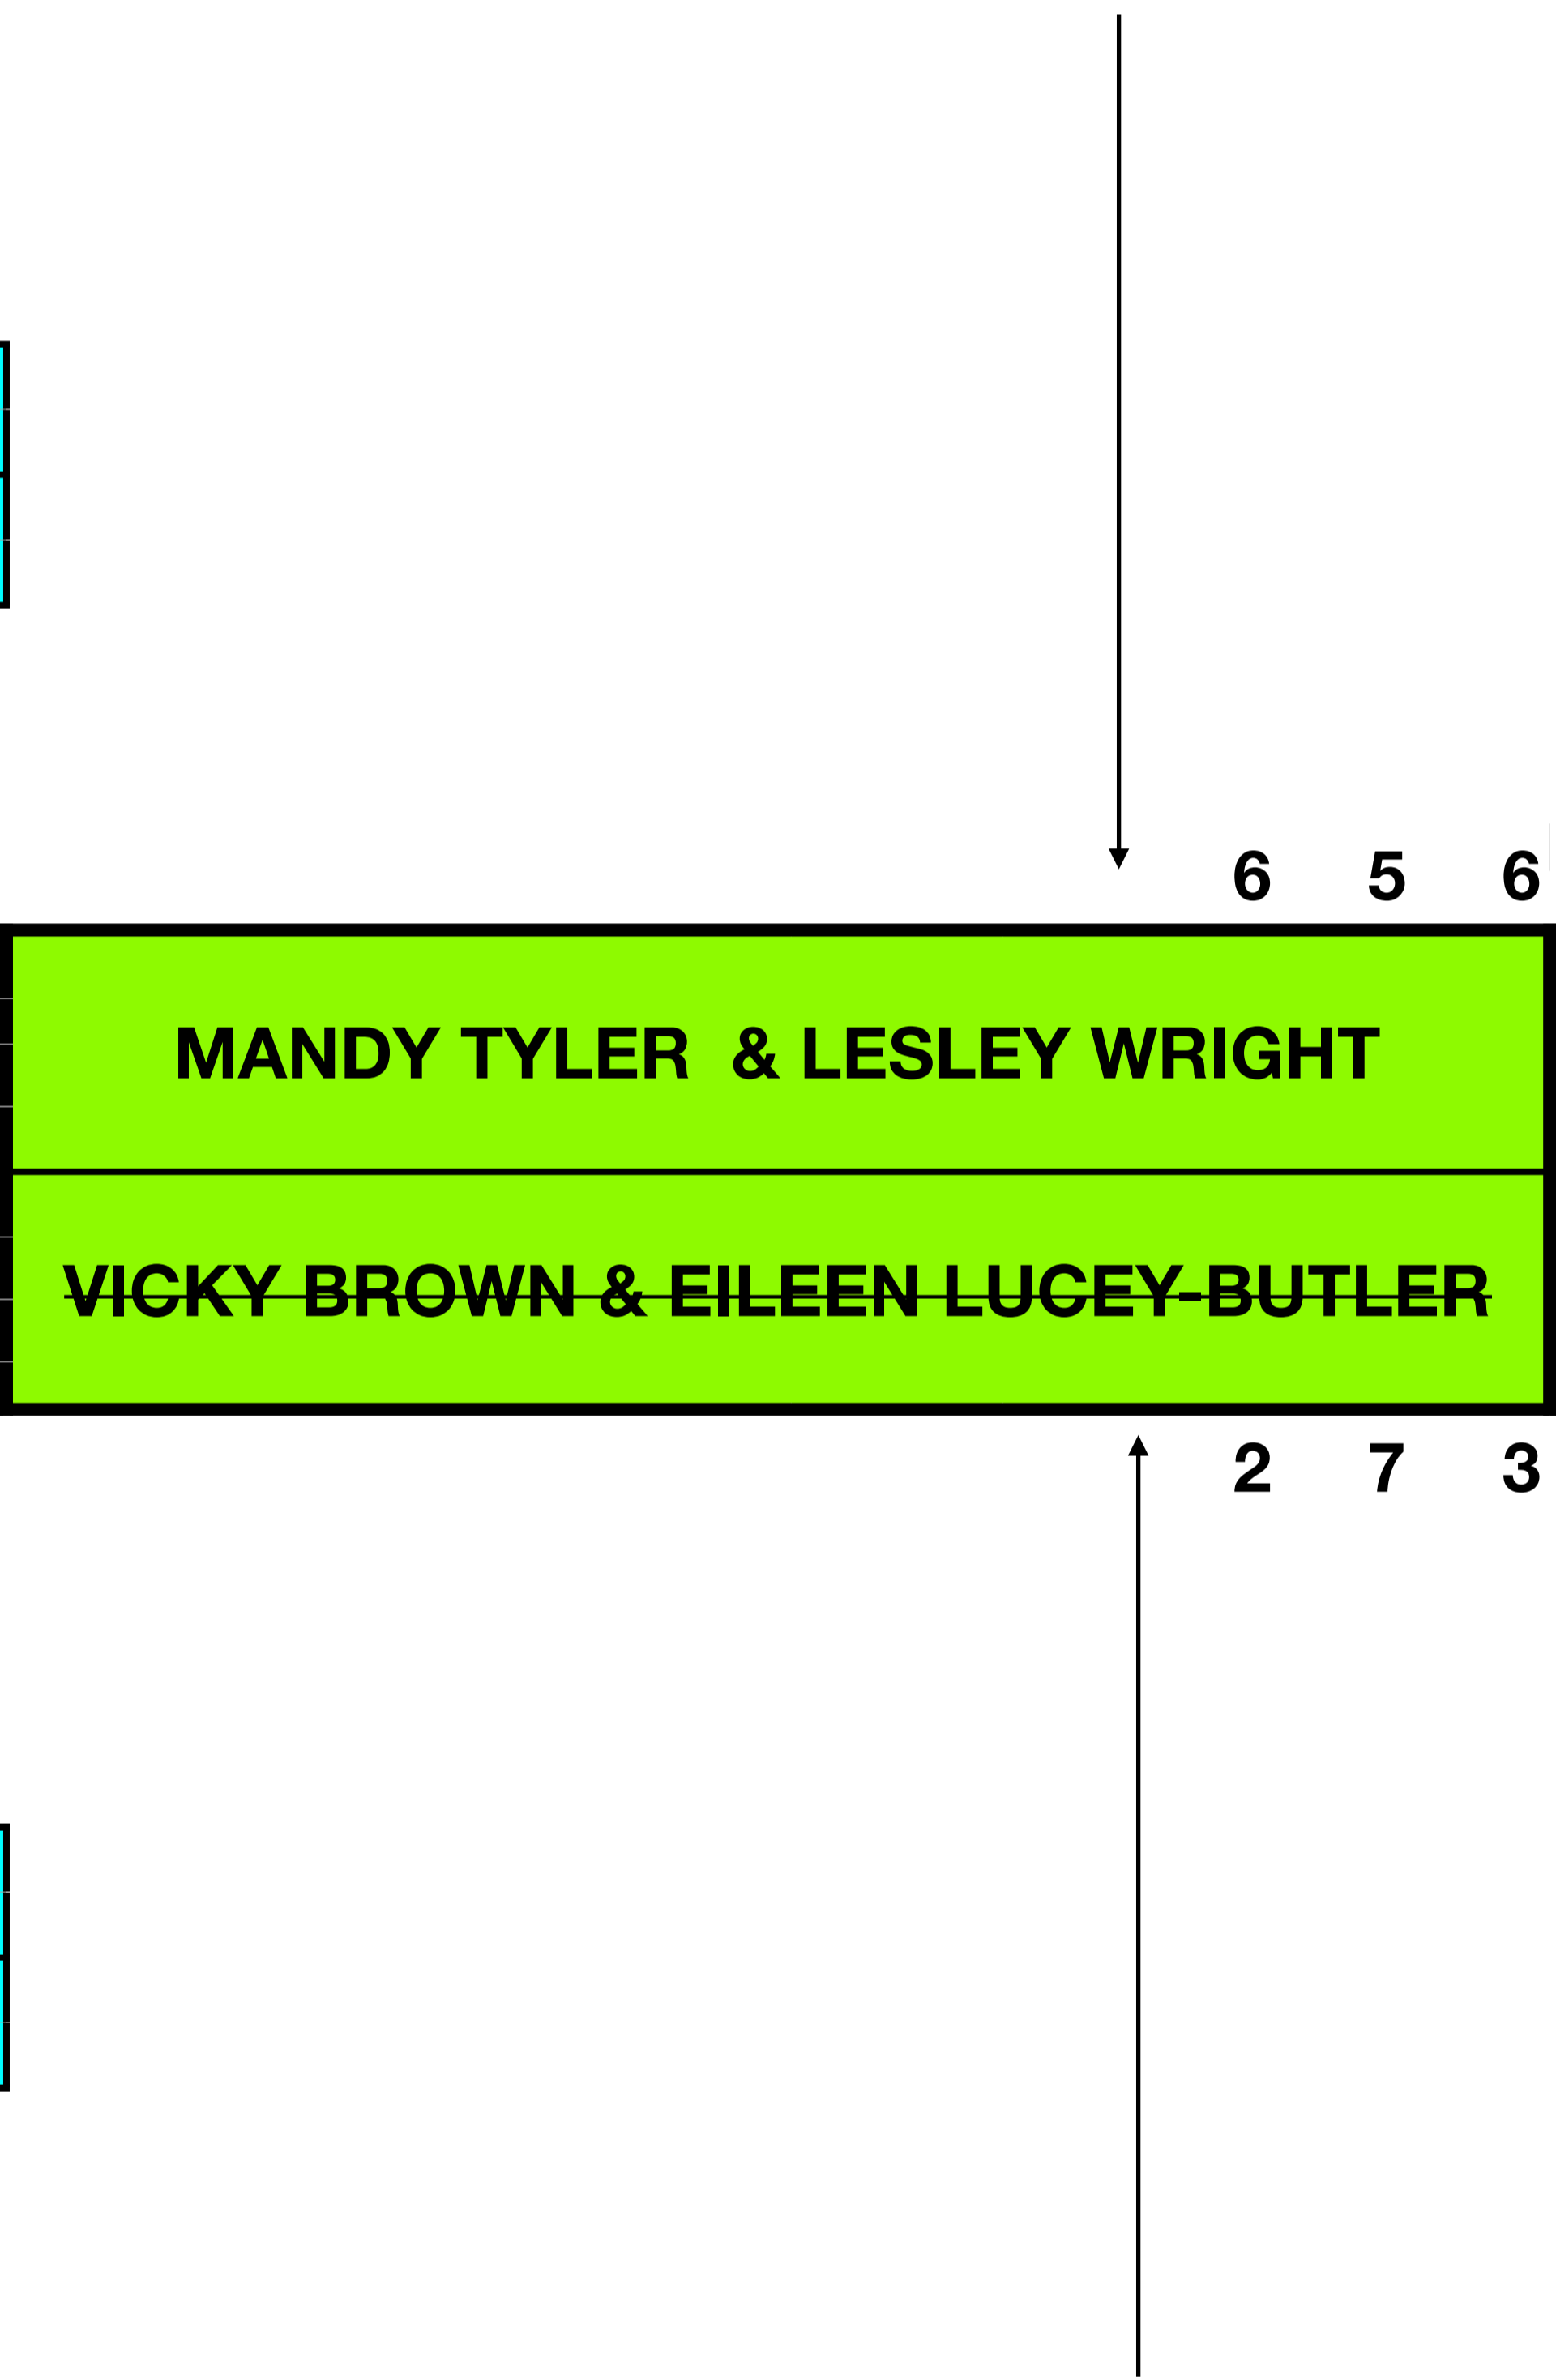 6 5 6
MANDY TYLER & LESLEY WRIGHT
VICKY BROWN & EILEEN LUCEY-BUTLER
2 7 3